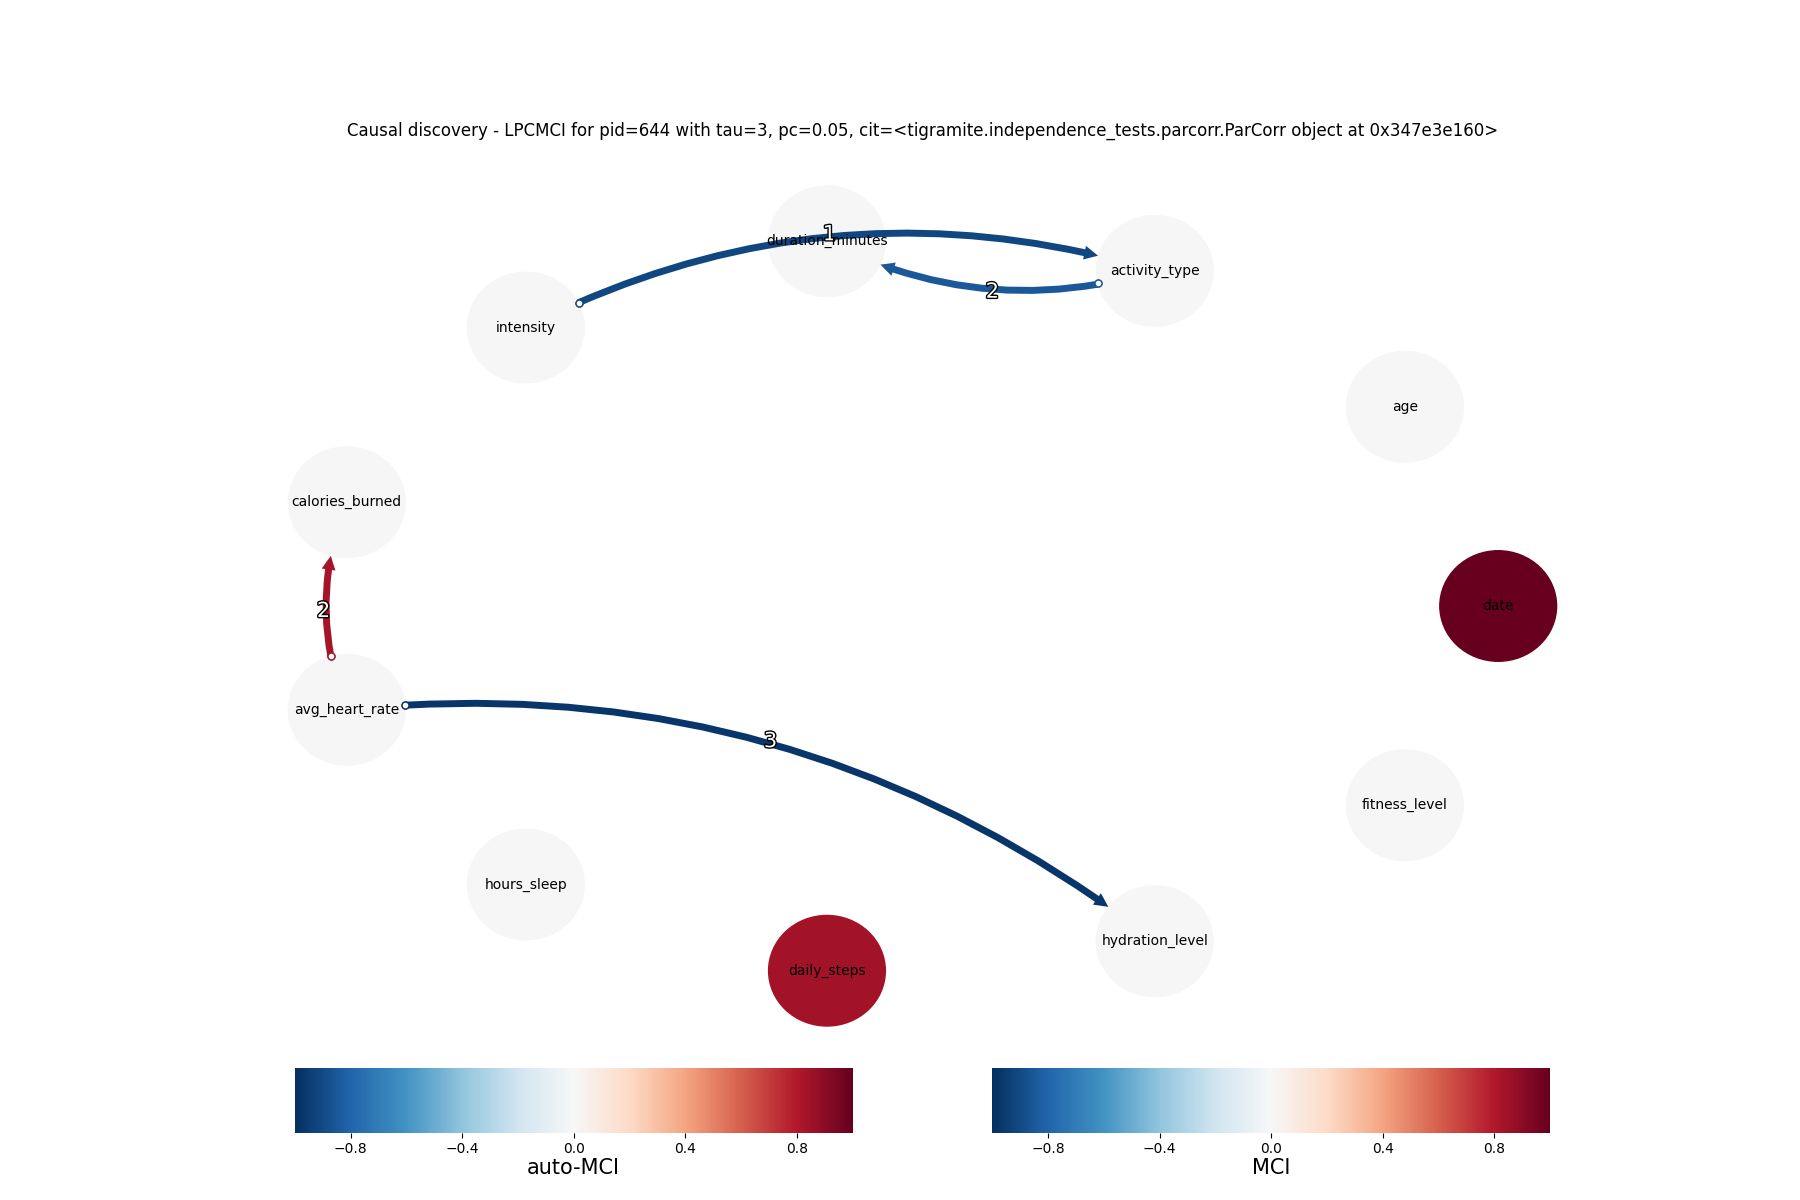 Causal discovery - LPCMCI for pid=644 with tau=3, pc=0.05, cit=<tigramite.independence_tests.parcorr.ParCorr object at 0x347e3e160>
1
duration_minutes
activity_type
2
intensity
age
calories_burned
date
2
avg_heart_rate
3
fitness_level
hours_sleep
hydration_level
daily_steps
−0.8 −0.4 0.0 0.4 0.8
auto-MCI
−0.8 −0.4 0.0 0.4 0.8
MCI